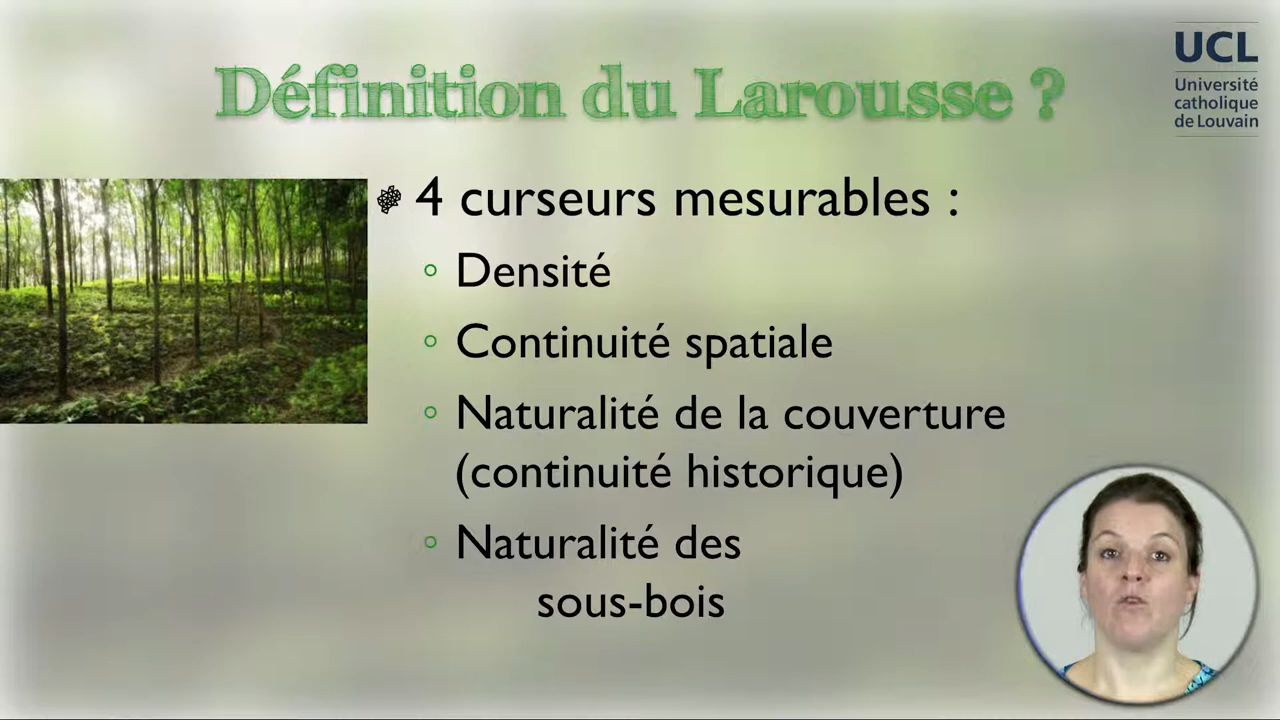 Définition du Larousse ?
UCL
Université
catholique
de Louvain
4 curseurs mesurables :
Densité
Continuité spatiale
Naturalité de la couverture
(continuité historique)
Naturalité des
sous-bois